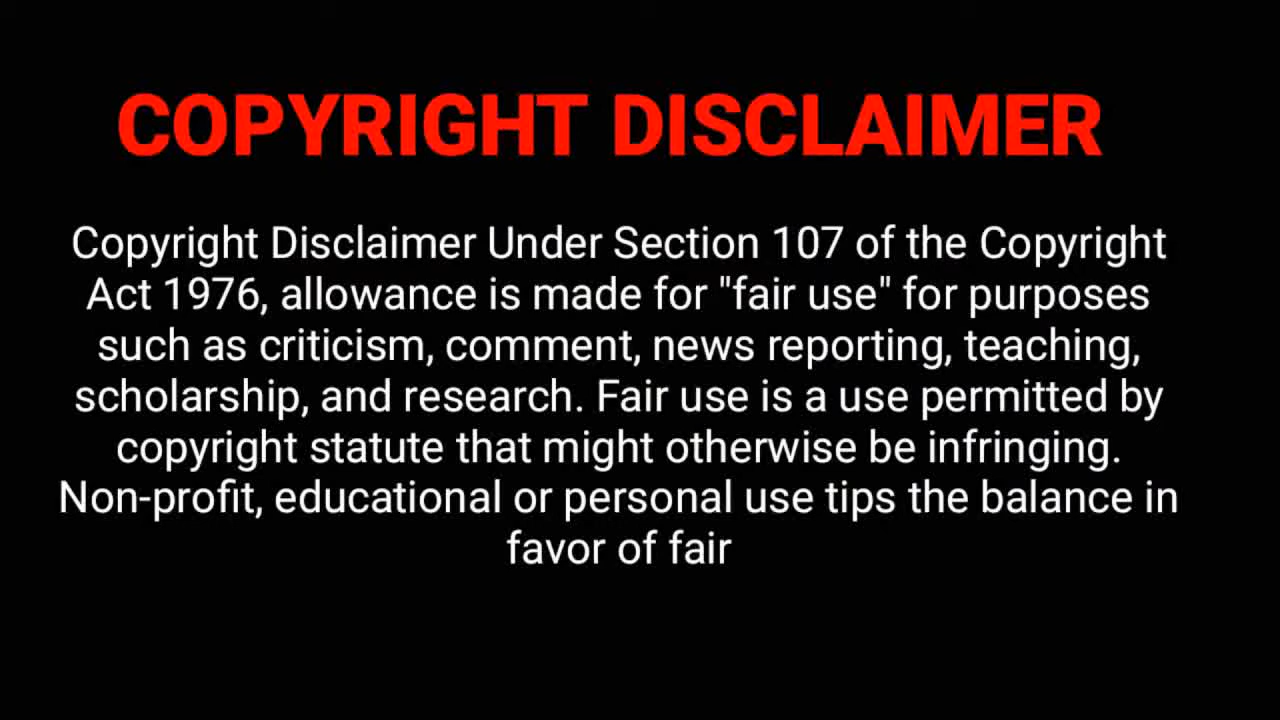 COPYRIGHT DISCLAIMER
Copyright Disclaimer Under Section 107 of the Copyright
Act 1976, allowance is made for "fair use" for purposes
such as criticism, comment, news reporting, teaching,
scholarship, and research. Fair use is a use permitted by
copyright statute that might otherwise be infringing.
Non-profit, educational or personal use tips the balance in
favor of fair